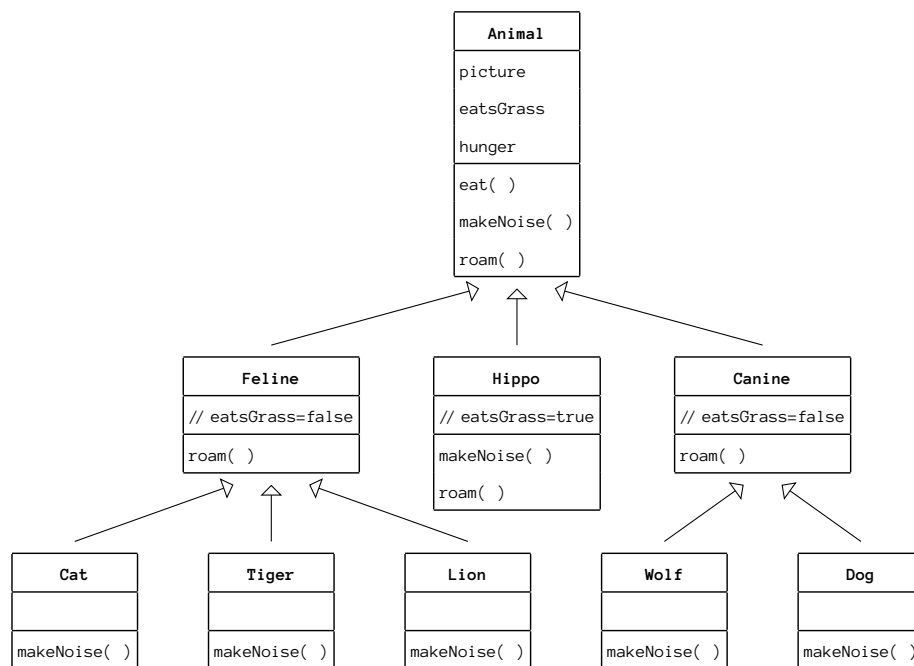 Animal
picture
eatsGrass
hunger
eat( )
makeNoise( )
roam( )
Feline
// eatsGrass=false
roam( )
Hippo
// eatsGrass=true
makeNoise( )
roam( )
Canine
// eatsGrass=false
roam( )
Cat
makeNoise( )
Tiger
makeNoise( )
Lion
makeNoise( )
Wolf
makeNoise( )
Dog
makeNoise( )